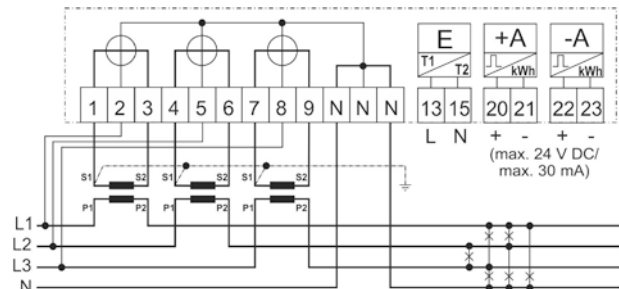 E +A -A
T1 T2 kWh kWh
1 2 3 4 5 6 7 8 9 N N N 13 15 20 21 22 23
L N + - + -
(max. 24 V DC/
max. 30 mA)
S1 S2 S1 S2 S1 S2
P1 P2 P1 P2 P1 P2
L1
L2
L3
N